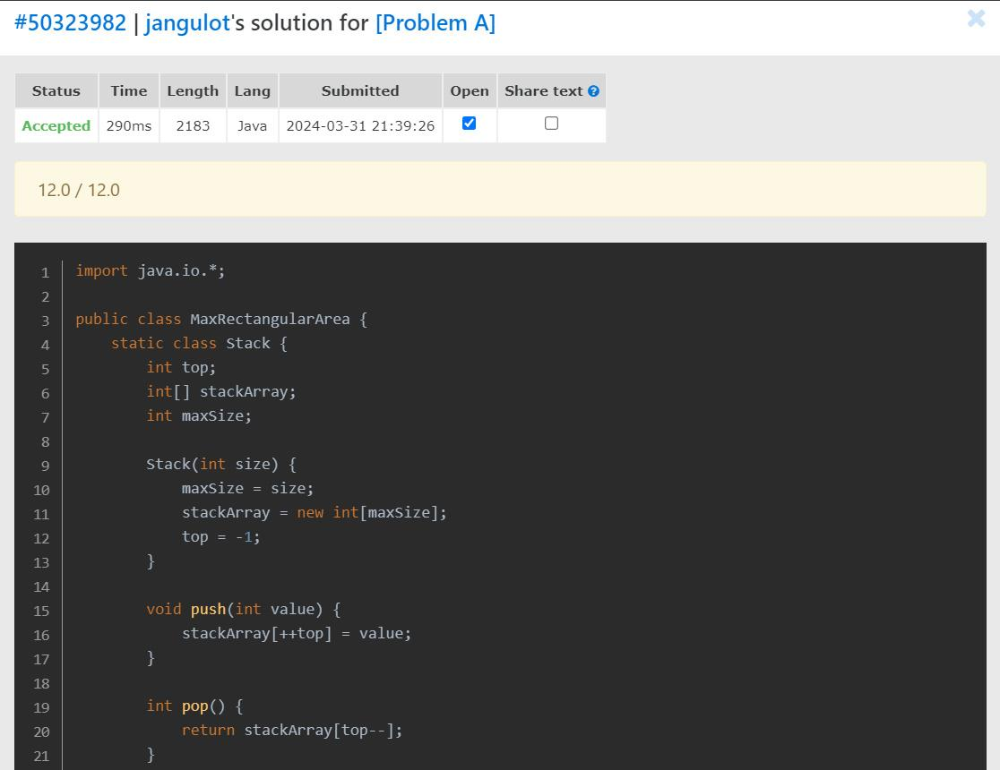 #50323982 | jangulot's solution for [Problem A]
Status Time Length Lang Submitted Open Share text
Accepted 290ms 2183 Java 2024-03-31 21:39:26
12.0 / 12.0
1 import java.io.*;
2
3 public class MaxRectangularArea {
4 static class Stack {
5 int top;
6 int[] stackArray;
7 int maxSize;
8
9 Stack(int size) {
10 maxSize = size;
11 stackArray = new int[maxSize];
12 top = -1;
13 }
14
15 void push(int value) {
16 stackArray[++top] = value;
17 }
18
19 int pop() {
20 return stackArray[top--];
21 }